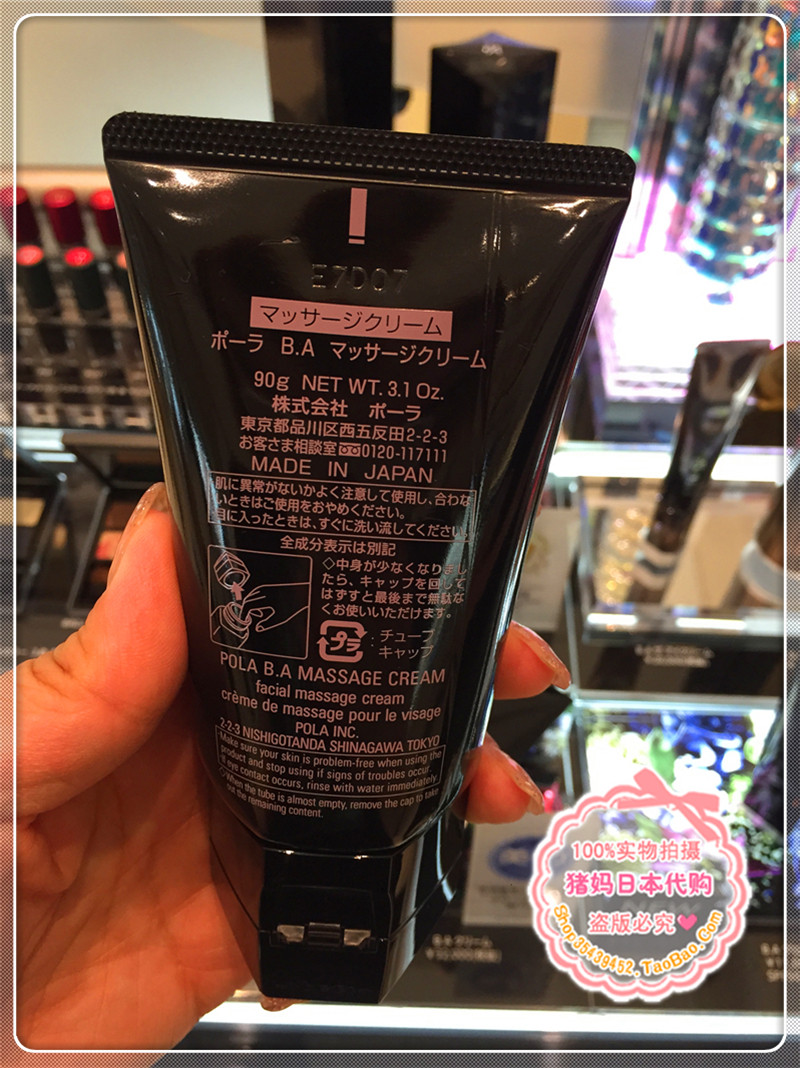 E7D07
マッサージクリーム
ポーラ B.A マッサージクリーム
90g NET WT. 3.1 Oz.
株式会社 ポーラ
東京都品川区西五反田2-2-3
お客さま相談室 0120-117111
MADE IN JAPAN
肌に異常がないかよく注意して使用し、合わな
いときはご使用をおやめください。
目に入ったときは、すぐに洗い流してください。
全成分表示は別記
◇中身が少なくなりまし
たら、キャップを回して
はずすと最後まで無駄な
くお使いいただけます。
プラ : チューブ
キャップ
POLA B.A MASSAGE CREAM
facial massage cream
crème de massage pour le visage
POLA INC.
2-2-3 NISHIGOTANDA SHINAGAWA TOKYO
Make sure your skin is problem-free when using the
product and stop using if signs of troubles occur.
If eye contact occurs, rinse with water immediately.
◇When the tube is almost empty, remove the cap to take
out the remaining content.
100%实物拍摄
猪妈日本代购
盗版必究
Shop35439452.TaoBao.Com